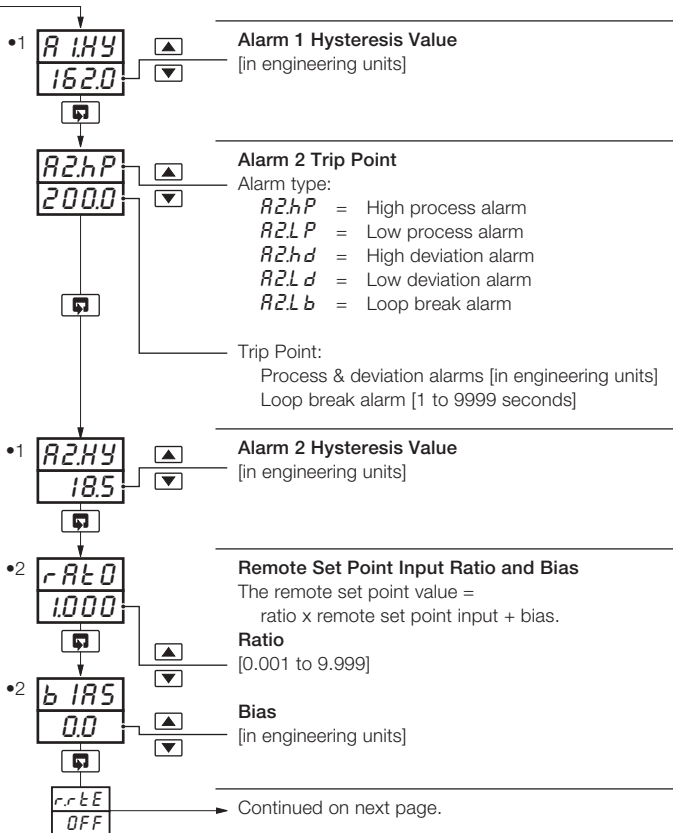 •1 A1.HY Alarm 1 Hysteresis Value
162.0 [in engineering units]
A2.hP Alarm 2 Trip Point
200.0 Alarm type:
A2.hP = High process alarm
A2.LP = Low process alarm
A2.hd = High deviation alarm
A2.Ld = Low deviation alarm
A2.Lb = Loop break alarm
Trip Point:
Process & deviation alarms [in engineering units]
Loop break alarm [1 to 9999 seconds]
•1 A2.HY Alarm 2 Hysteresis Value
18.5 [in engineering units]
•2 rAtO Remote Set Point Input Ratio and Bias
1.000 The remote set point value =
ratio x remote set point input + bias.
Ratio
[0.001 to 9.999]
•2 bIAS Bias
0.0 [in engineering units]
r.rtE Continued on next page.
OFF